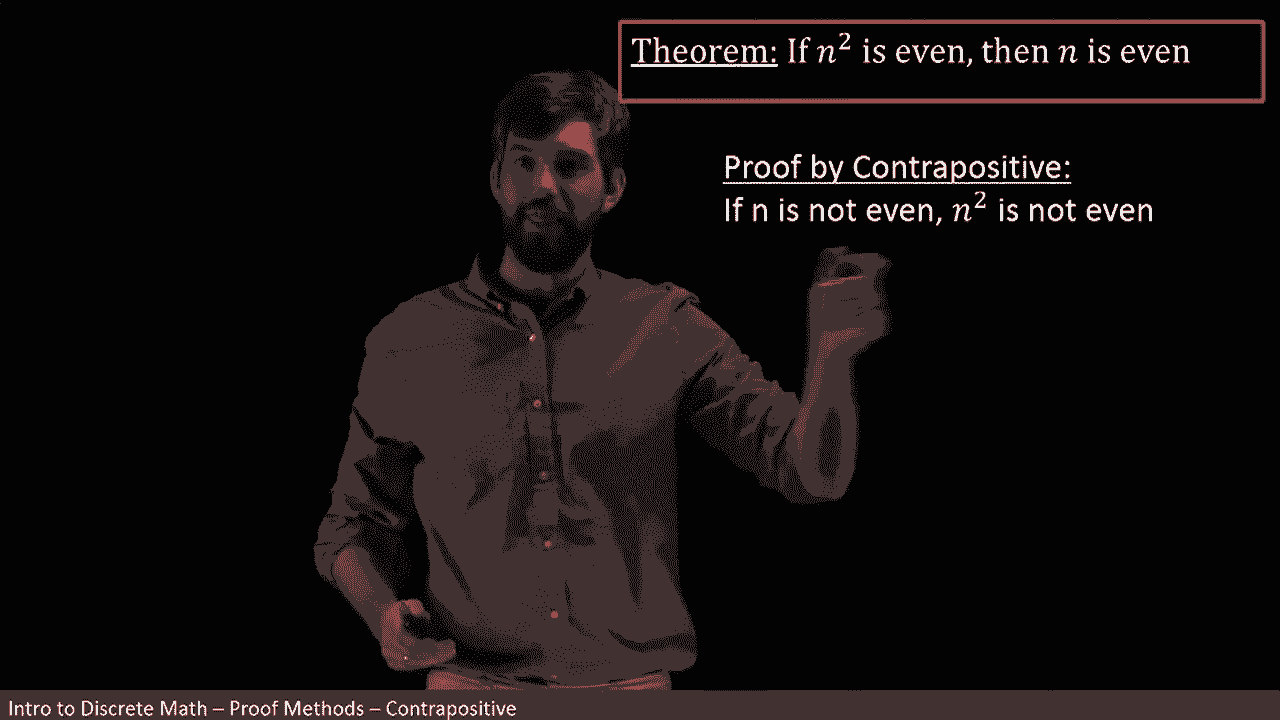 Theorem: If n² is even, then n is even
Proof by Contrapositive:
If n is not even, n² is not even
Intro to Discrete Math – Proof Methods – Contrapositive